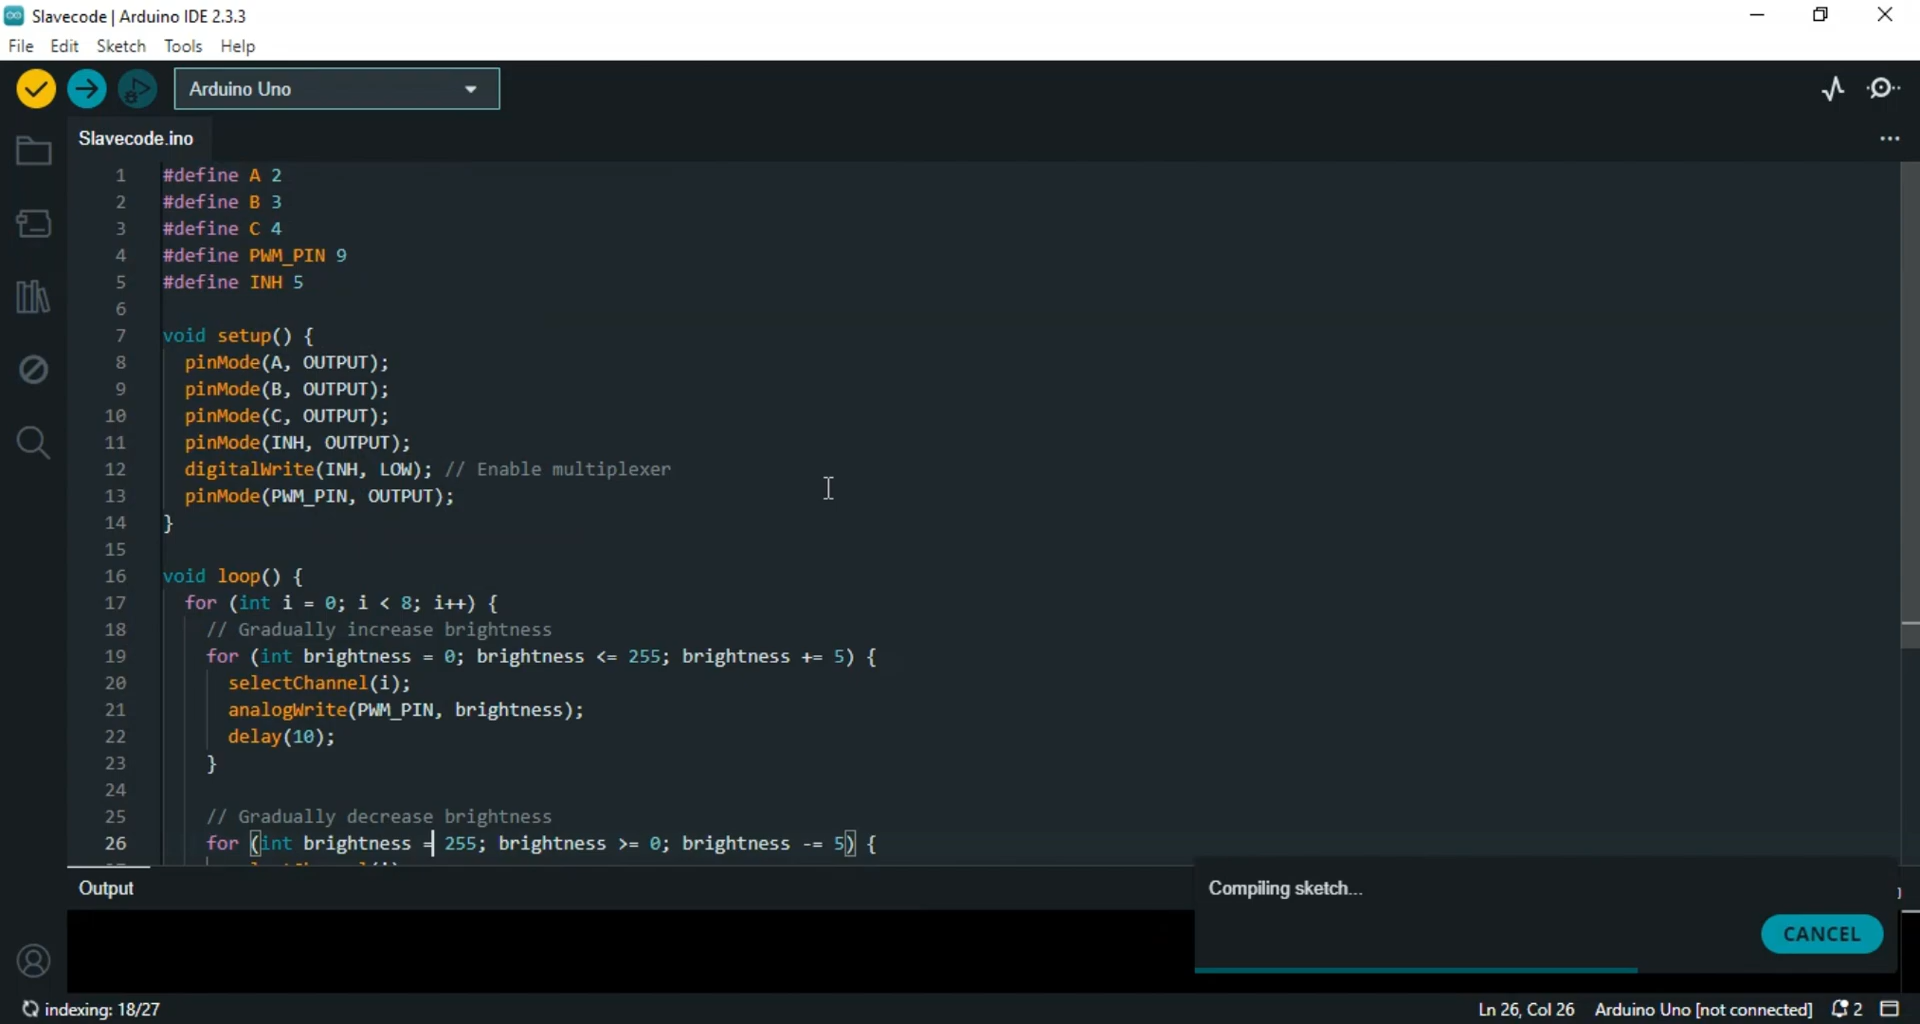 Slavecode | Arduino IDE 2.3.3
File Edit Sketch Tools Help
Arduino Uno
Slavecode.ino
1 #define A 2
2 #define B 3
3 #define C 4
4 #define PWM_PIN 9
5 #define INH 5
6
7 void setup() {
8 pinMode(A, OUTPUT);
9 pinMode(B, OUTPUT);
10 pinMode(C, OUTPUT);
11 pinMode(INH, OUTPUT);
12 digitalWrite(INH, LOW); // Enable multiplexer
13 pinMode(PWM_PIN, OUTPUT);
14 }
15
16 void loop() {
17 for (int i = 0; i < 8; i++) {
18 // Gradually increase brightness
19 for (int brightness = 0; brightness <= 255; brightness += 5) {
20 selectChannel(i);
21 analogWrite(PWM_PIN, brightness);
22 delay(10);
23 }
24
25 // Gradually decrease brightness
26 for (int brightness = 255; brightness >= 0; brightness -= 5) {
Output
Compiling sketch...
CANCEL
indexing: 18/27
Ln 26, Col 26 Arduino Uno [not connected] 2